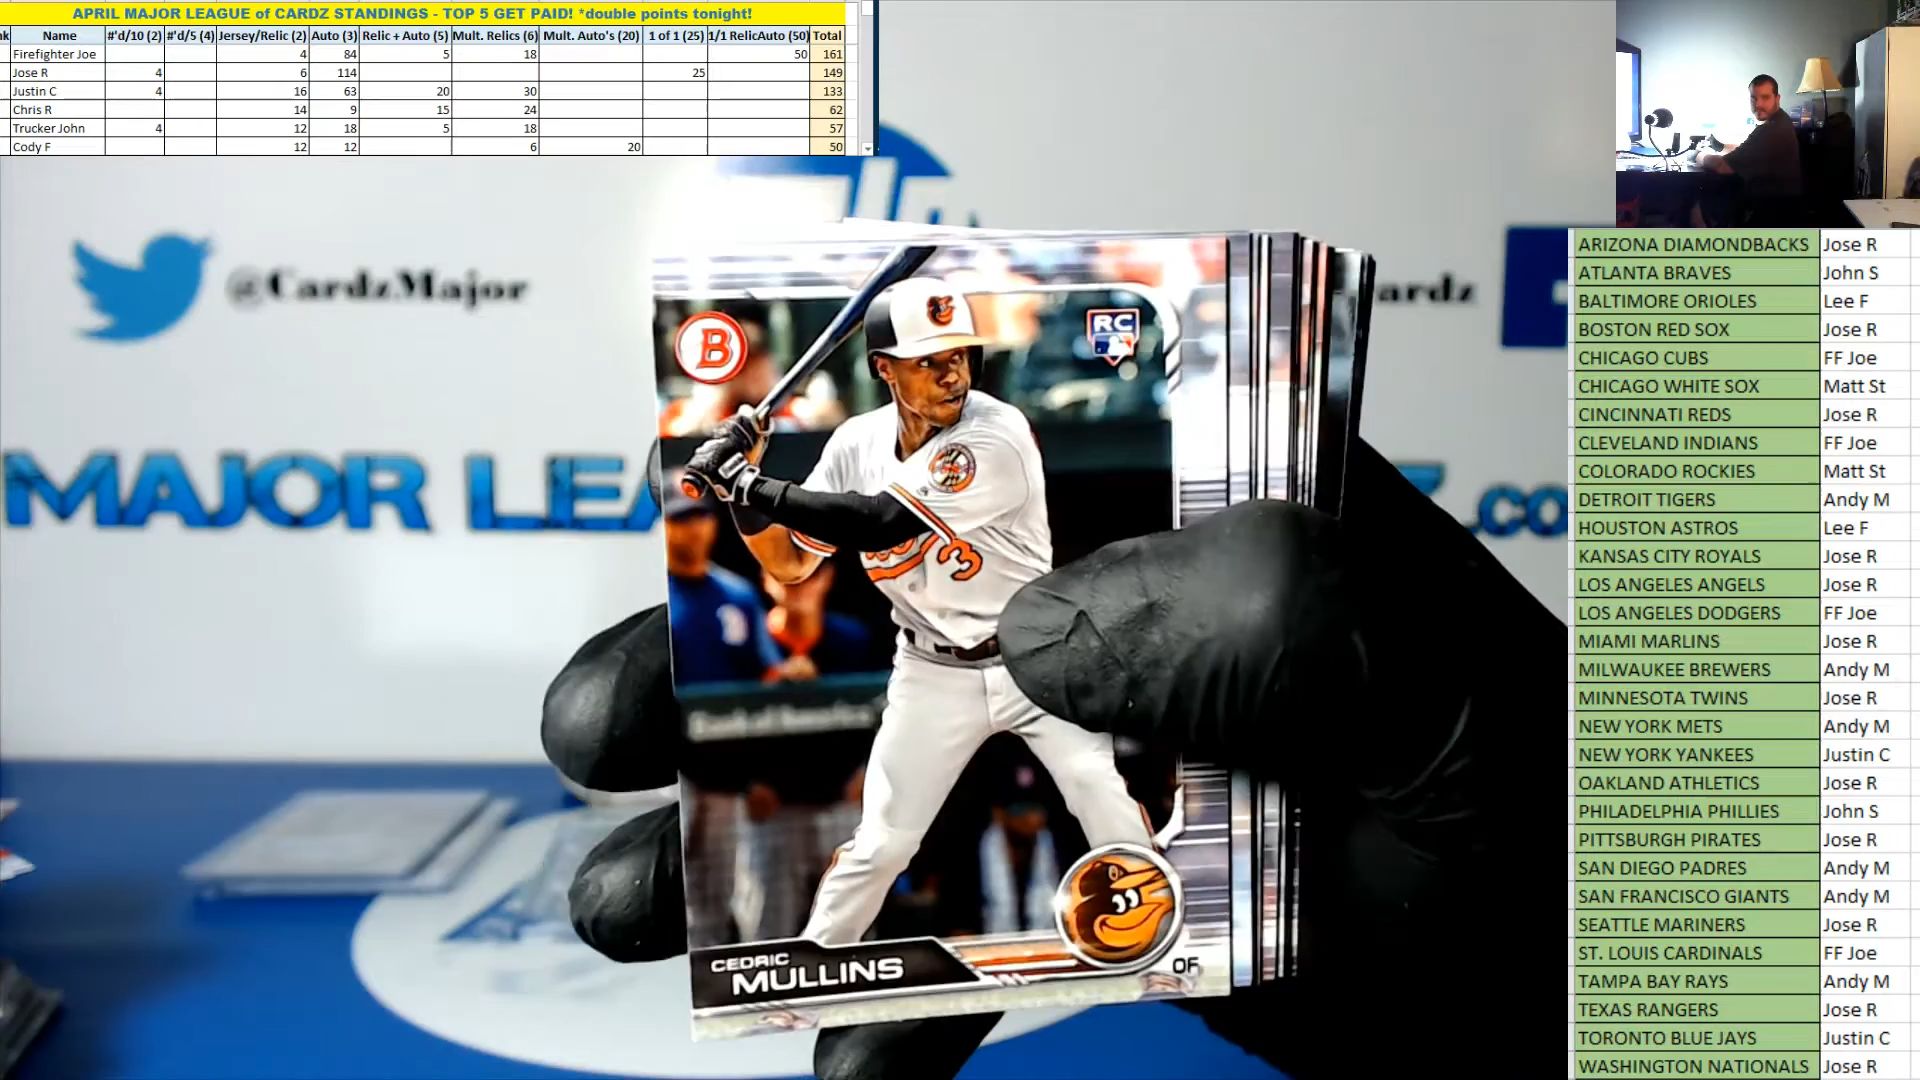 APRIL MAJOR LEAGUE of CARDZ STANDINGS - TOP 5 GET PAID! *double points tonight!
Name #'d/10 (2) #'d/5 (4) Jersey/Relic (2) Auto (3) Relic + Auto (5) Mult. Relics (6) Mult. Auto's (20) 1 of 1 (25) 1/1 RelicAuto (50) Total
Firefighter Joe 4 84 5 18 50 161
Jose R 4 6 114 25 149
Justin C 4 16 63 20 30 133
Chris R 14 9 15 24 62
Trucker John 4 12 18 5 18 57
Cody F 12 12 6 20 50
@CardzMajor
MAJOR
B
RC
3
CEDRIC
MULLINS
OF
ARIZONA DIAMONDBACKS Jose R
ATLANTA BRAVES John S
BALTIMORE ORIOLES Lee F
BOSTON RED SOX Jose R
CHICAGO CUBS FF Joe
CHICAGO WHITE SOX Matt St
CINCINNATI REDS Jose R
CLEVELAND INDIANS FF Joe
COLORADO ROCKIES Matt St
DETROIT TIGERS Andy M
HOUSTON ASTROS Lee F
KANSAS CITY ROYALS Jose R
LOS ANGELES ANGELS Jose R
LOS ANGELES DODGERS FF Joe
MIAMI MARLINS Jose R
MILWAUKEE BREWERS Andy M
MINNESOTA TWINS Jose R
NEW YORK METS Andy M
NEW YORK YANKEES Justin C
OAKLAND ATHLETICS Jose R
PHILADELPHIA PHILLIES John S
PITTSBURGH PIRATES Jose R
SAN DIEGO PADRES Andy M
SAN FRANCISCO GIANTS Andy M
SEATTLE MARINERS Jose R
ST. LOUIS CARDINALS FF Joe
TAMPA BAY RAYS Andy M
TEXAS RANGERS Jose R
TORONTO BLUE JAYS Justin C
WASHINGTON NATIONALS Jose R